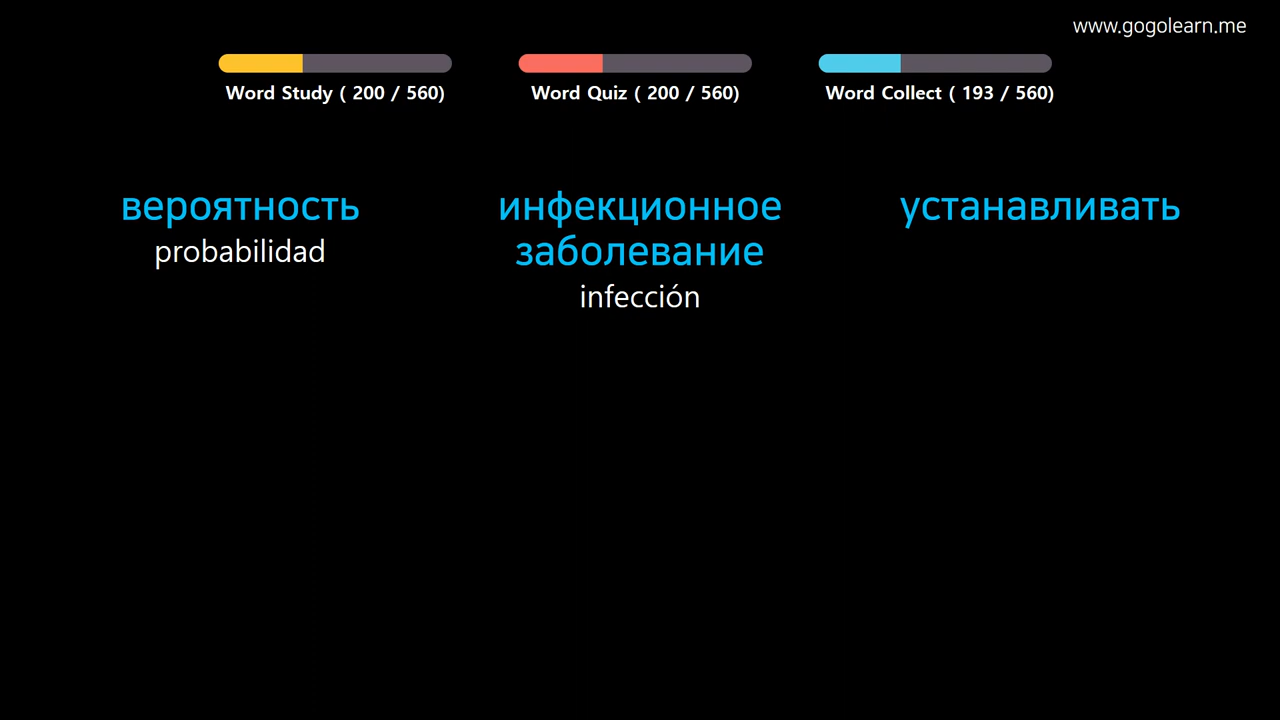 www.gogolearn.me
Word Study ( 200 / 560)
Word Quiz ( 200 / 560)
Word Collect ( 193 / 560)
вероятность
probabilidad
инфекционное
заболевание
infección
устанавливать